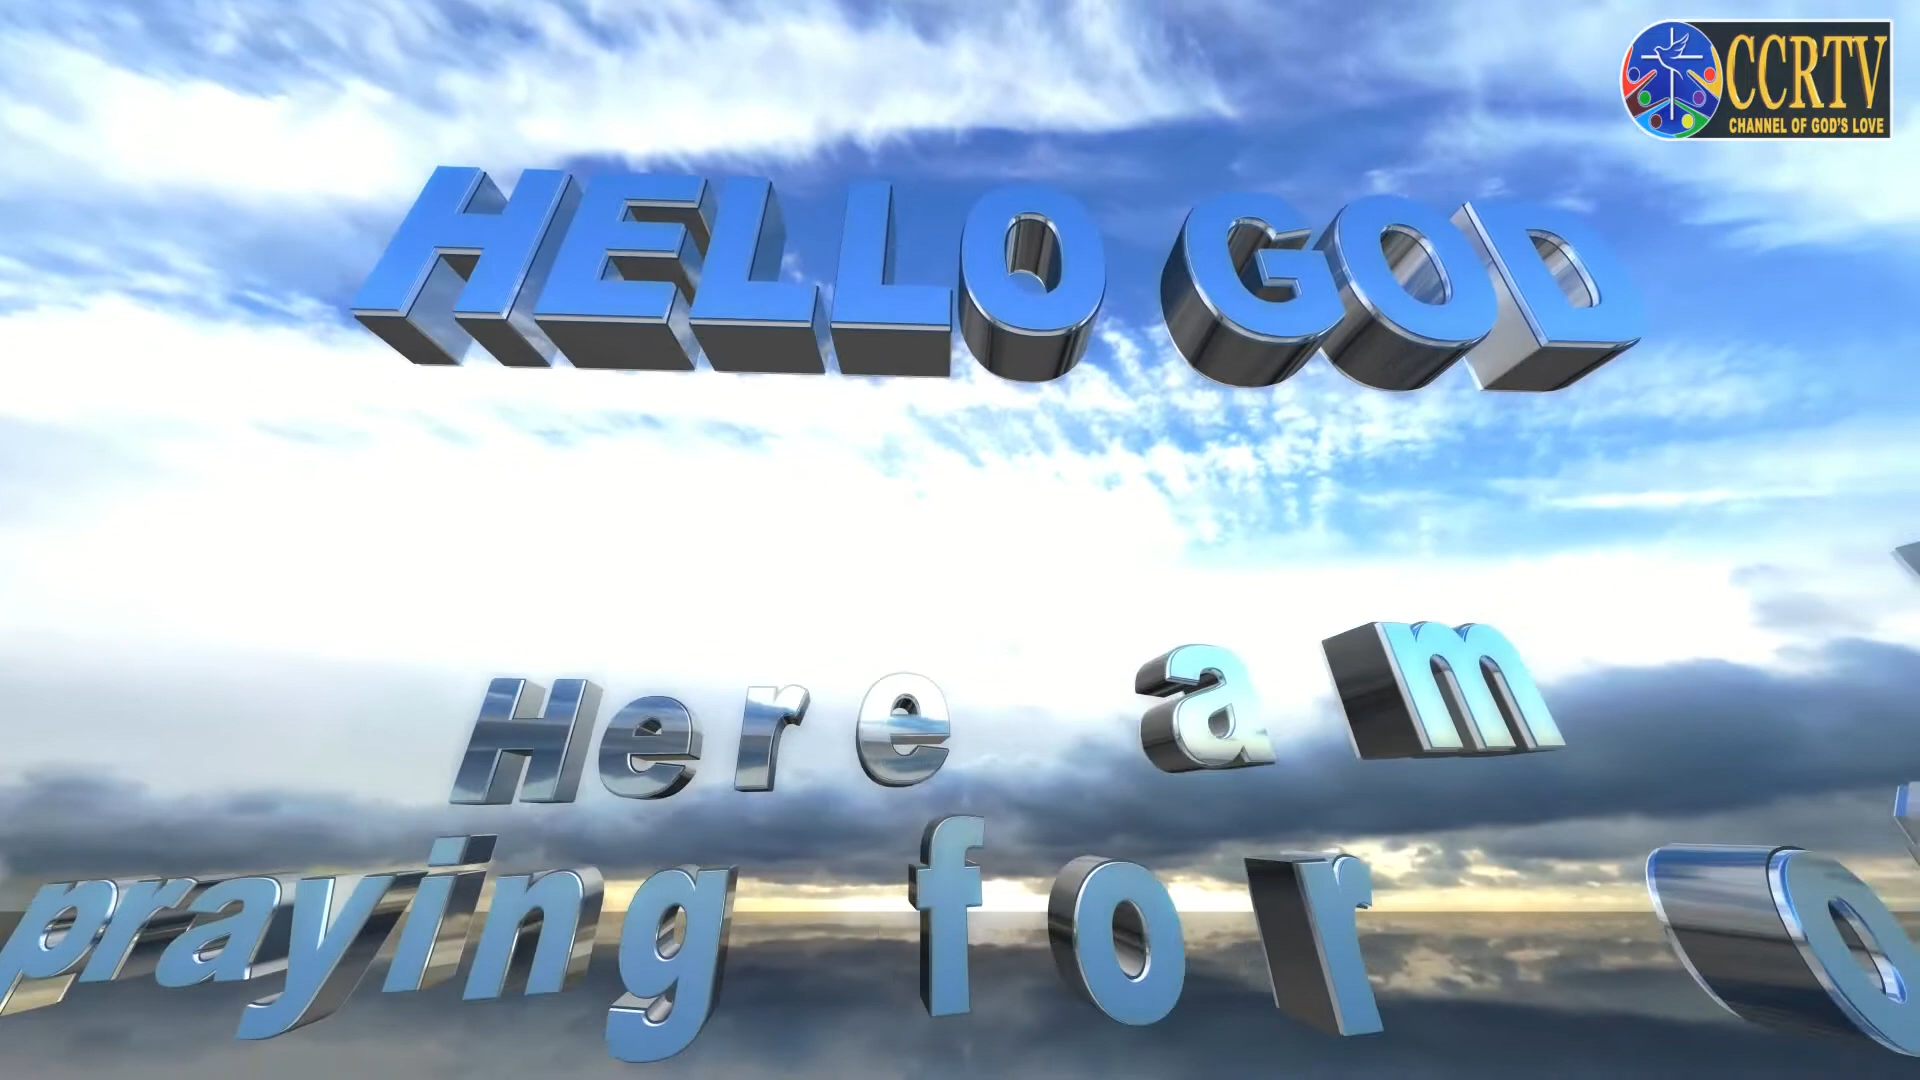 CCRTV
CHANNEL OF GOD'S LOVE
HELLO GOD
Here am
praying for